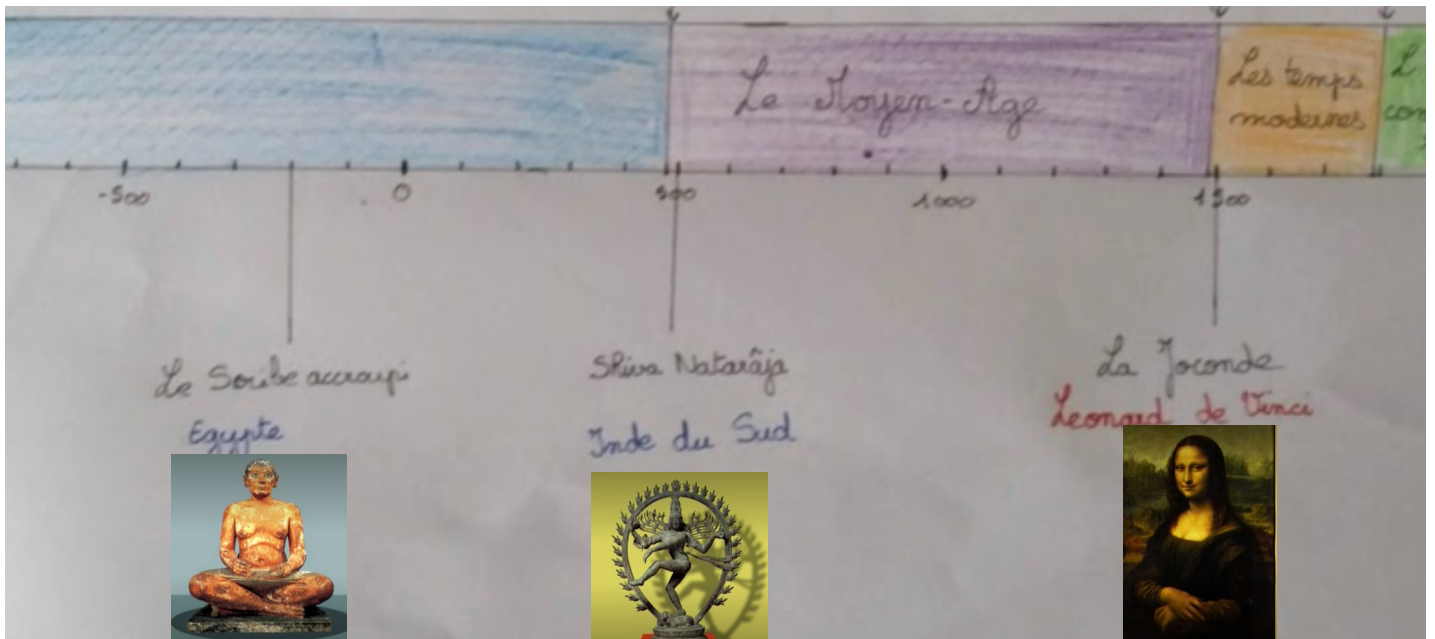 Le Moyen-Age
Les temps
modernes
L
con
-500
0
500
1000
1500
Le Scribe accroupi
Shiva Natarâja
La Joconde
Egypte
Inde du Sud
Leonard de Vinci